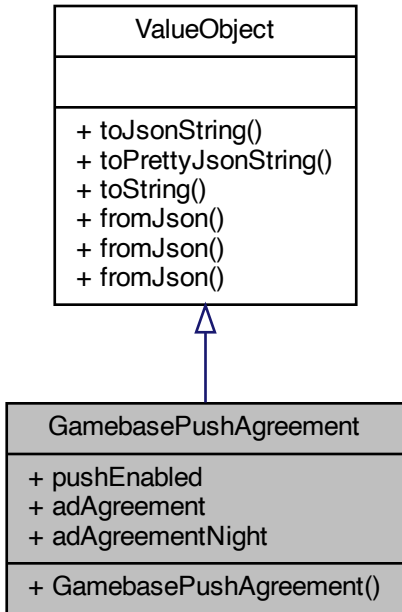 ValueObject
+ toJsonString()
+ toPrettyJsonString()
+ toString()
+ fromJson()
+ fromJson()
+ fromJson()
GamebasePushAgreement
+ pushEnabled
+ adAgreement
+ adAgreementNight
+ GamebasePushAgreement()